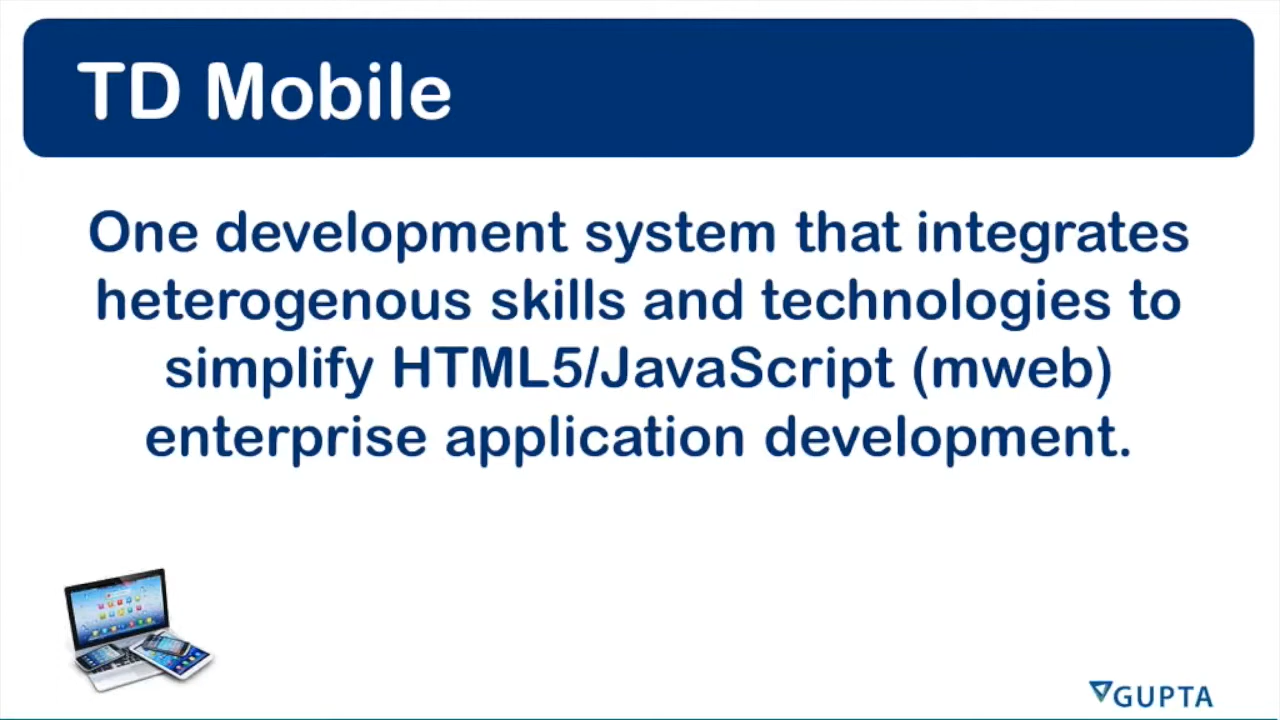 TD Mobile
One development system that integrates
heterogenous skills and technologies to
simplify HTML5/JavaScript (mweb)
enterprise application development.
GUPTA